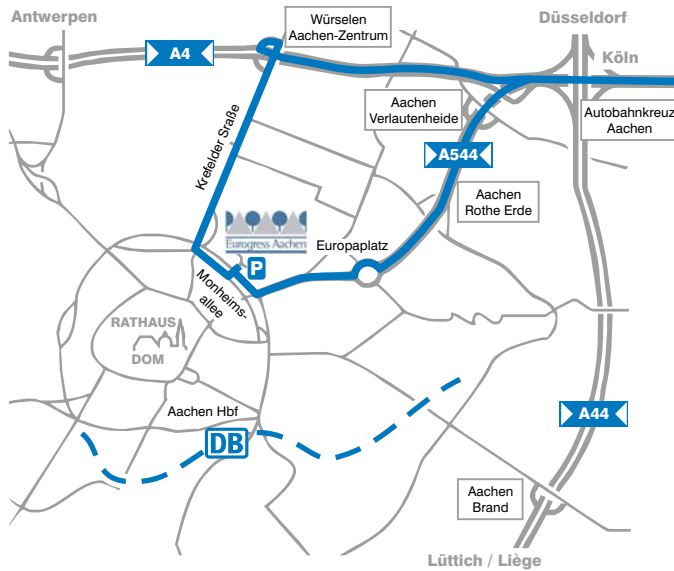 Antwerpen
Würselen
Aachen-Zentrum
Düsseldorf
Köln
A4
Aachen
Verlautenheide
Autobahnkreuz
Aachen
Krefelder Sraße
A544
Aachen
Rothe Erde
Eurogress Aachen
Europaplatz
P
Monheims-
allee
RATHAUS
DOM
Aachen Hbf
A44
DB
Aachen
Brand
Lüttich / Liège